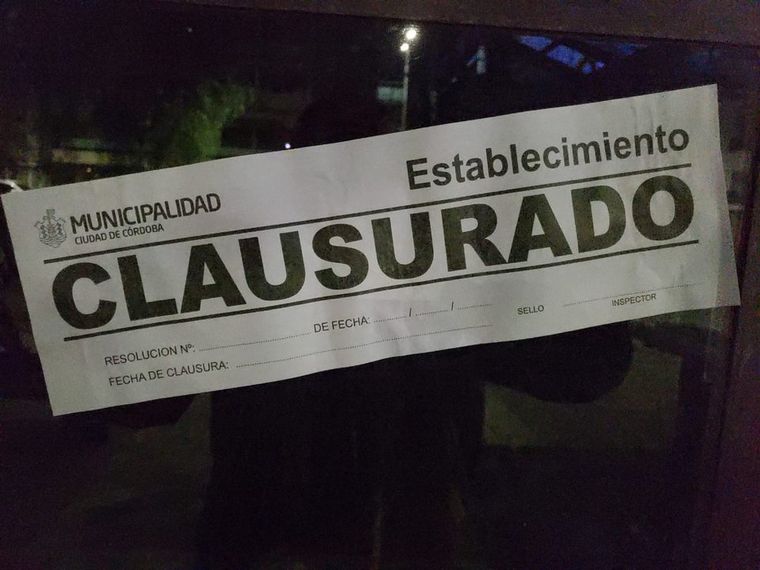 MUNICIPALIDAD
CIUDAD DE CÓRDOBA
Establecimiento
CLAUSURADO
RESOLUCION Nº: DE FECHA: / /
FECHA DE CLAUSURA:
SELLO
INSPECTOR